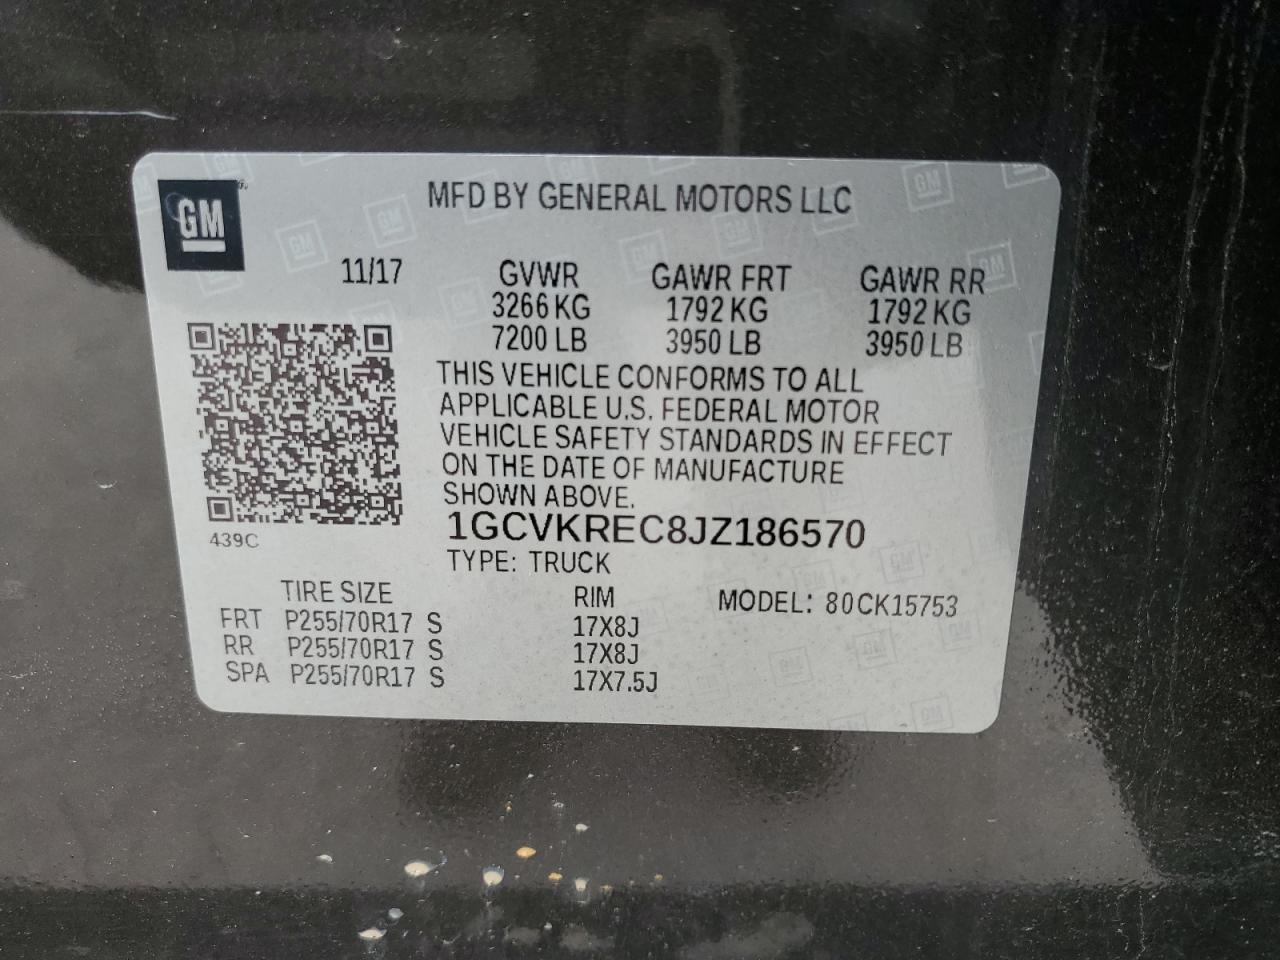 GM
MFD BY GENERAL MOTORS LLC
11/17
GVWR GAWR FRT GAWR RR
3266 KG 1792 KG 1792 KG
7200 LB 3950 LB 3950 LB
THIS VEHICLE CONFORMS TO ALL
APPLICABLE U.S. FEDERAL MOTOR
VEHICLE SAFETY STANDARDS IN EFFECT
ON THE DATE OF MANUFACTURE
SHOWN ABOVE.
439C
1GCVKREC8JZ186570
TYPE: TRUCK
TIRE SIZE RIM MODEL: 80CK15753
FRT P255/70R17 S 17X8J
RR P255/70R17 S 17X8J
SPA P255/70R17 S 17X7.5J